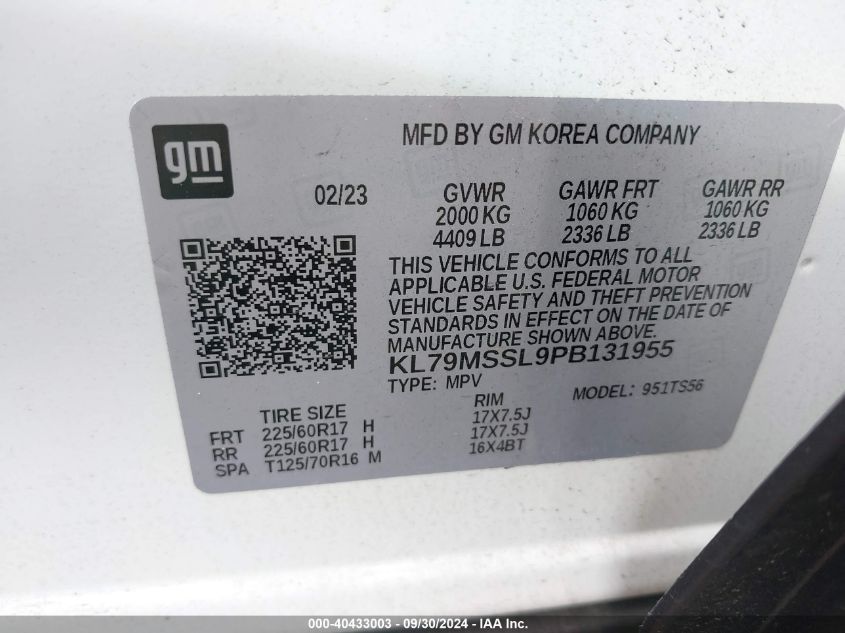 gm
MFD BY GM KOREA COMPANY
02/23
GVWR GAWR FRT GAWR RR
2000 KG 1060 KG 1060 KG
4409 LB 2336 LB 2336 LB
THIS VEHICLE CONFORMS TO ALL
APPLICABLE U.S. FEDERAL MOTOR
VEHICLE SAFETY AND THEFT PREVENTION
STANDARDS IN EFFECT ON THE DATE OF
MANUFACTURE SHOWN ABOVE.
KL79MSSL9PB131955
TYPE: MPV MODEL: 951TS56
TIRE SIZE RIM
FRT 225/60R17 H 17X7.5J
RR 225/60R17 H 17X7.5J
SPA T125/70R16 M 16X4BT
000-40433003 - 09/30/2024 - IAA Inc.